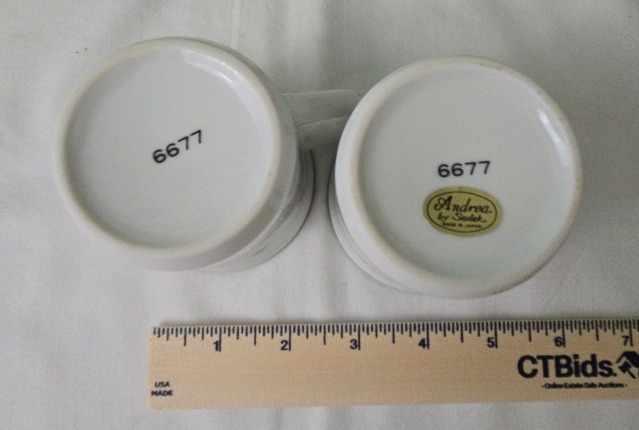 6677
6677
Andrea
by Sadek
MADE IN JAPAN
1 2 3 4 5 6 7
USA
MADE
CTBids.
- Online Estate Sale Auctions -